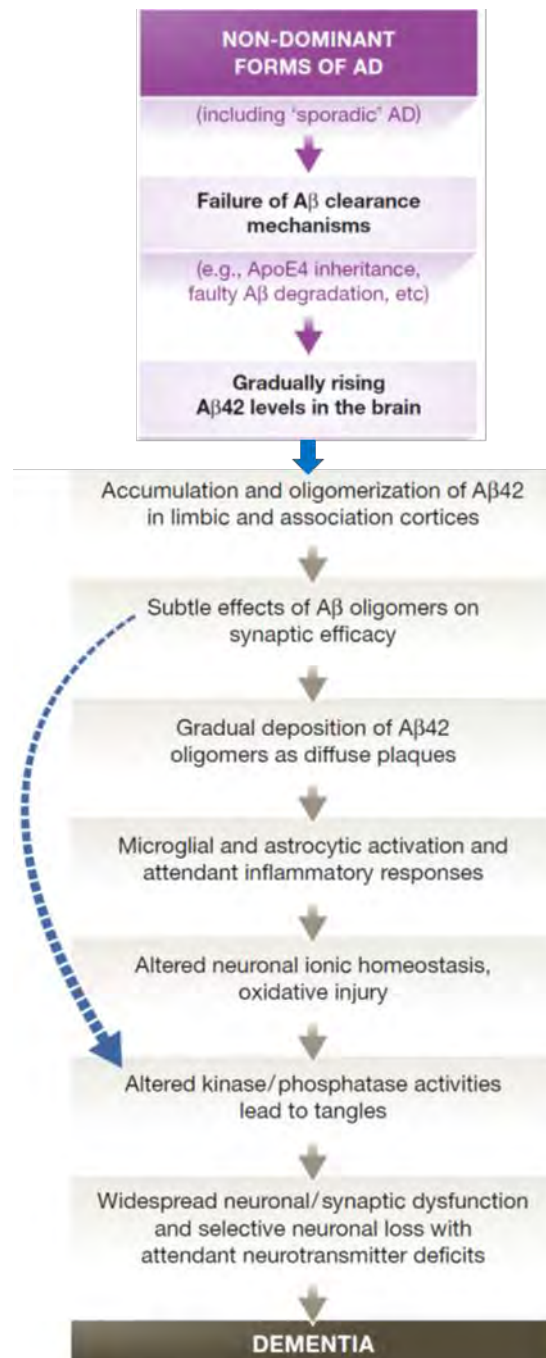 NON-DOMINANT
FORMS OF AD
(including ‘sporadic’ AD)
Failure of Aβ clearance
mechanisms
(e.g., ApoE4 inheritance,
faulty Aβ degradation, etc)
Gradually rising
Aβ42 levels in the brain
Accumulation and oligomerization of Aβ42
in limbic and association cortices
Subtle effects of Aβ oligomers on
synaptic efficacy
Gradual deposition of Aβ42
oligomers as diffuse plaques
Microglial and astrocytic activation and
attendant inflammatory responses
Altered neuronal ionic homeostasis,
oxidative injury
Altered kinase/phosphatase activities
lead to tangles
Widespread neuronal/synaptic dysfunction
and selective neuronal loss with
attendant neurotransmitter deficits
DEMENTIA